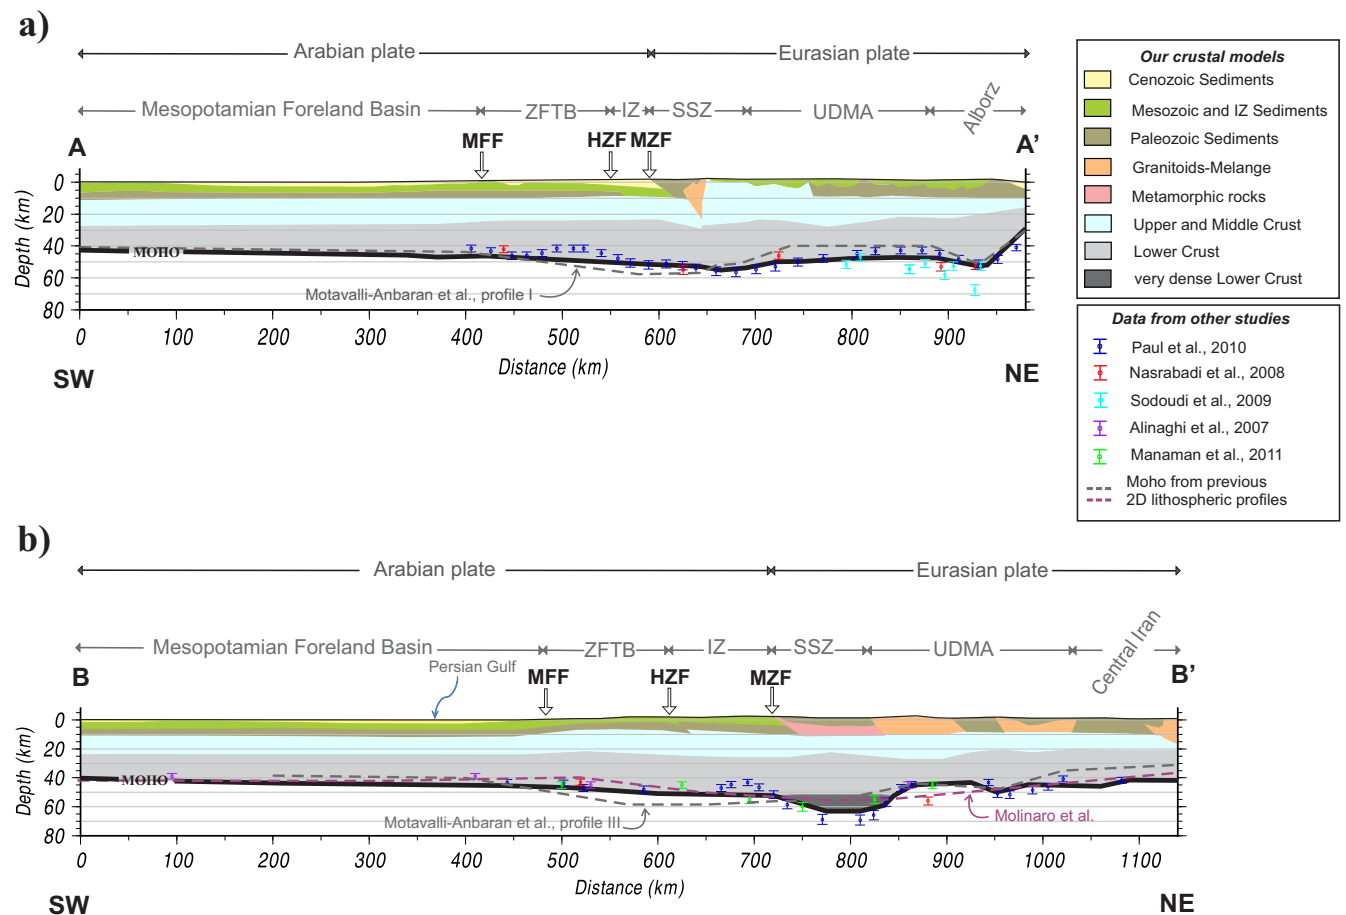 a)
Arabian plate
Eurasian plate
Mesopotamian Foreland Basin
ZFTB
IZ
SSZ
UDMA
Alborz
A
MFF
HZF
MZF
A'
0
20
40
60
80
Depth (km)
MOHO
Motavalli-Anbaran et al., profile I
0 100 200 300 400 500 600 700 800 900
Distance (km)
SW
NE
Our crustal models
Cenozoic Sediments
Mesozoic and IZ Sediments
Paleozoic Sediments
Granitoids-Melange
Metamorphic rocks
Upper and Middle Crust
Lower Crust
very dense Lower Crust
Data from other studies
Paul et al., 2010
Nasrabadi et al., 2008
Sodoudi et al., 2009
Alinaghi et al., 2007
Manaman et al., 2011
Moho from previous
2D lithospheric profiles
b)
Arabian plate
Eurasian plate
Mesopotamian Foreland Basin
ZFTB
IZ
SSZ
UDMA
Central Iran
Persian Gulf
B
MFF
HZF
MZF
B'
0
20
40
60
80
Depth (km)
MOHO
Motavalli-Anbaran et al., profile III
Molinaro et al.
0 100 200 300 400 500 600 700 800 900 1000 1100
Distance (km)
SW
NE